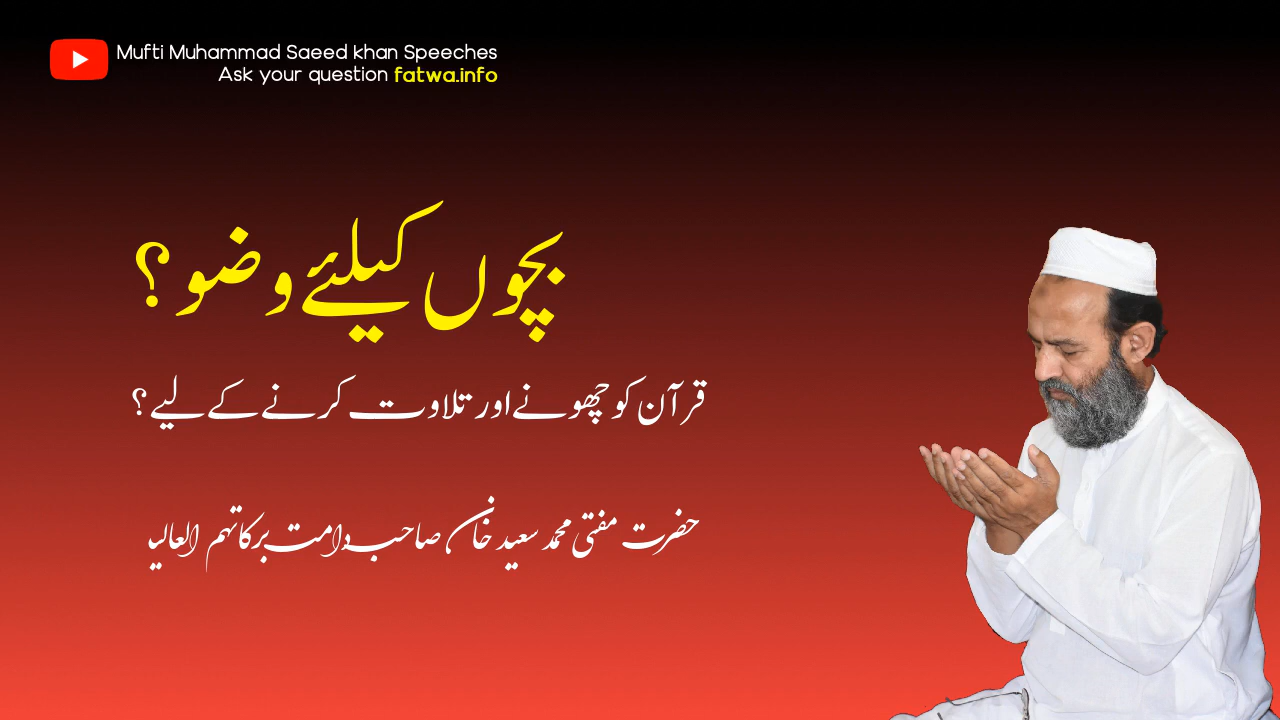 Mufti Muhammad Saeed khan Speeches
Ask your question fatwa.info
بچوں کیلئے وضو؟
قرآن کو چھونے اور تلاوت کرنے کے لیے؟
حضرت مفتی محمد سعید خان صاحب دامت برکاتہم العالیہ